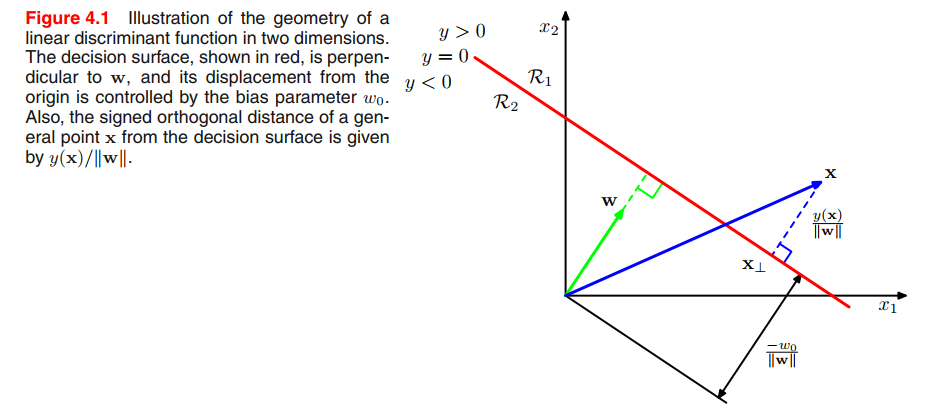 Figure 4.1 Illustration of the geometry of a
linear discriminant function in two dimensions.
The decision surface, shown in red, is perpen-
dicular to w, and its displacement from the
origin is controlled by the bias parameter w₀.
Also, the signed orthogonal distance of a gen-
eral point x from the decision surface is given
by y(x)/‖w‖.
y > 0
y = 0
y < 0
x₂
R₁
R₂
x
w
y(x)
‖w‖
x⊥
x₁
−w₀
‖w‖